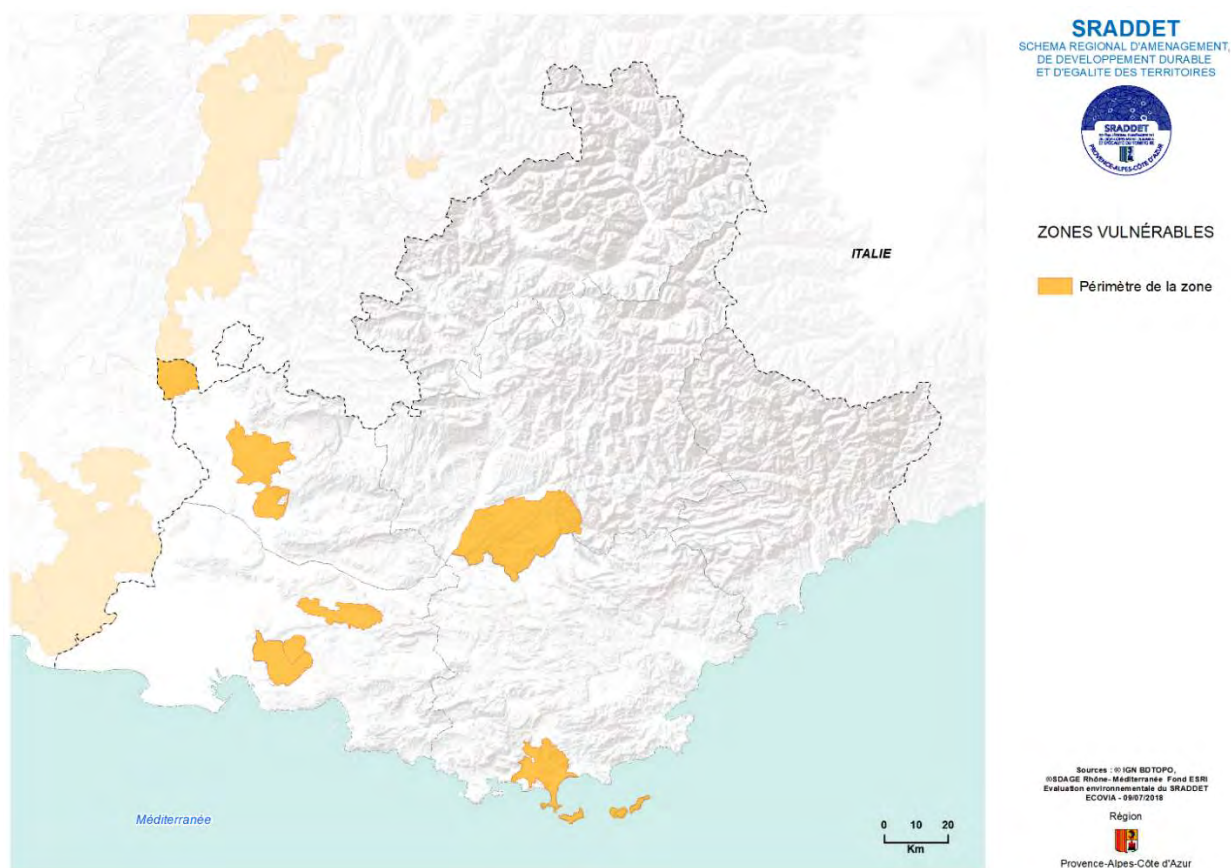 SRADDET
SCHEMA REGIONAL D'AMENAGEMENT,
DE DEVELOPPEMENT DURABLE
ET D'EGALITE DES TERRITOIRES
SRADDET
PROVENCE-ALPES-CÔTE D'AZUR
ZONES VULNÉRABLES
Périmètre de la zone
ITALIE
Méditerranée
0 10 20
Km
Sources : © IGN BDTOPO,
©SDAGE Rhône- Méditerranée Fond ESRI
Evaluation environnementale du SRADDET
ECOVIA - 09/07/2018
Région
Provence-Alpes-Côte d'Azur